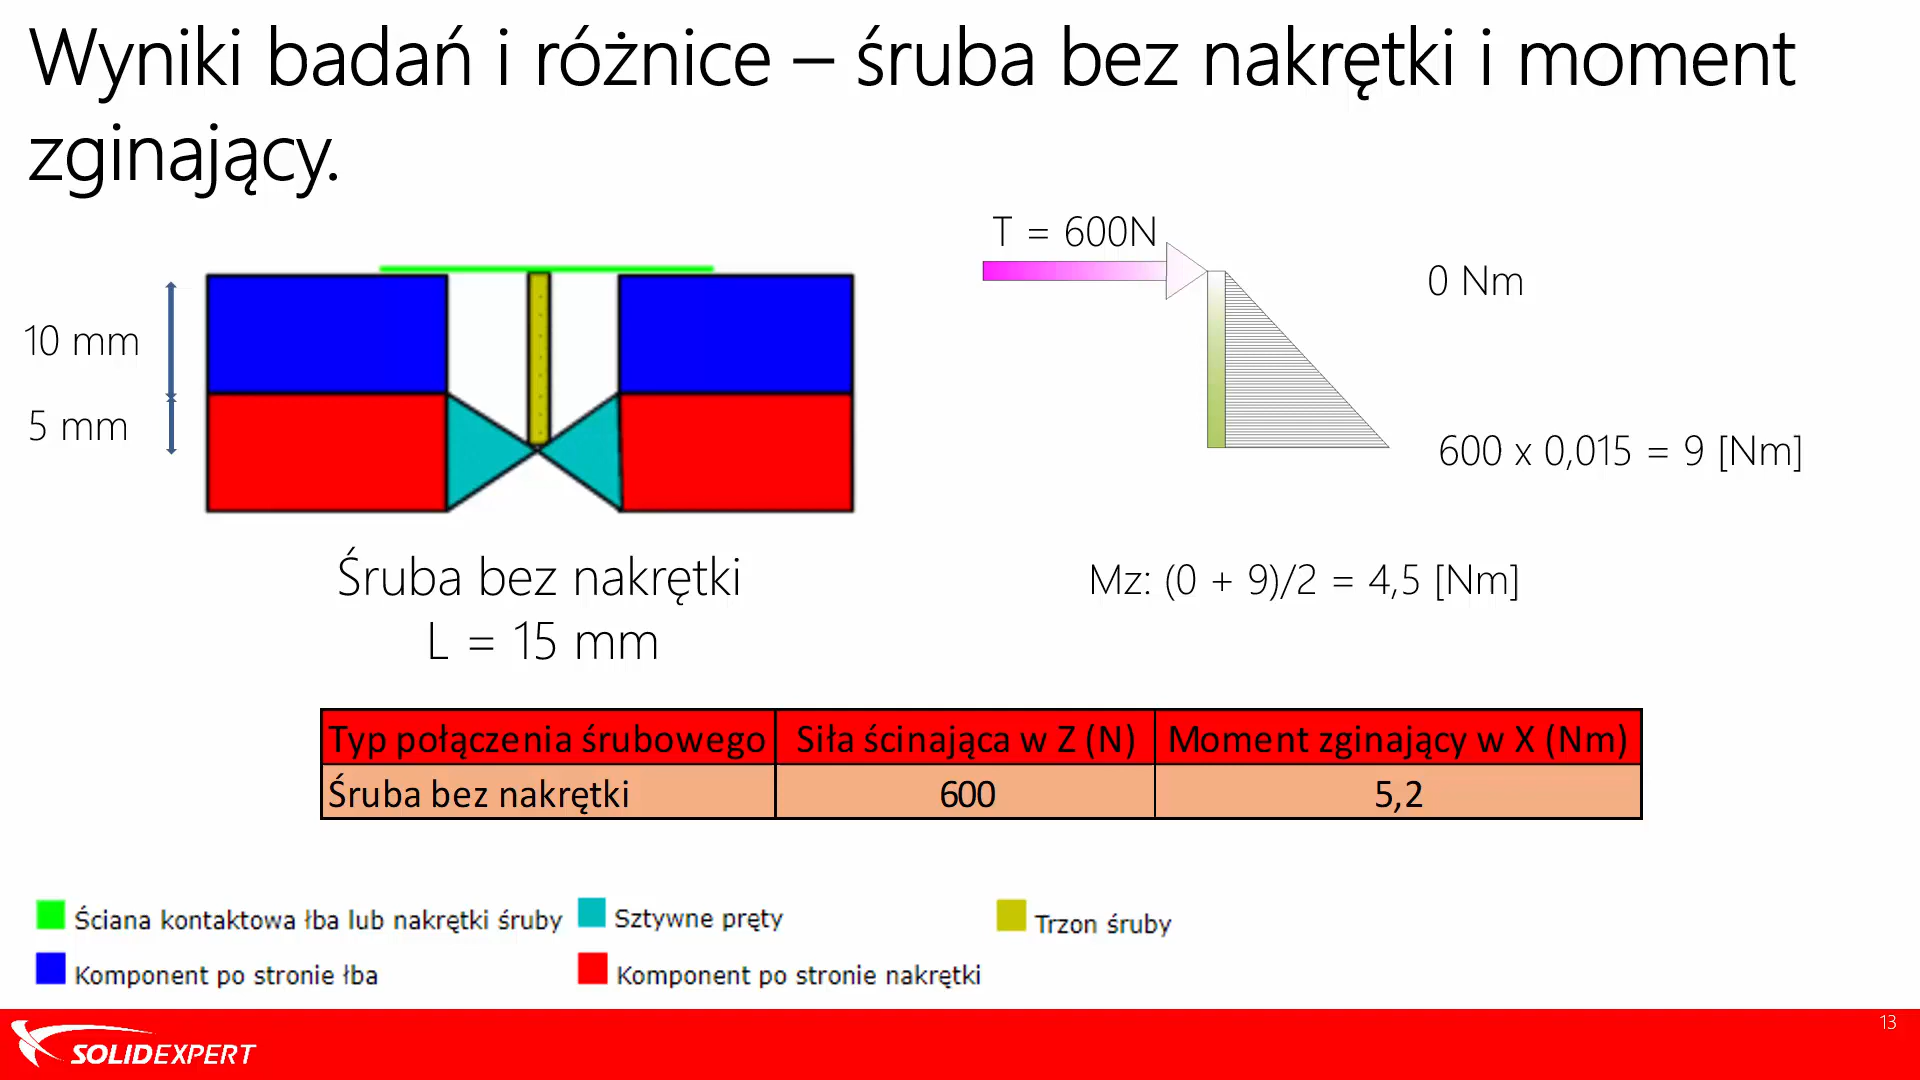 Wyniki badań i różnice – śruba bez nakrętki i moment
zginający.
T = 600N
0 Nm
10 mm
5 mm
600 x 0,015 = 9 [Nm]
Śruba bez nakrętki
L = 15 mm
Mz: (0 + 9)/2 = 4,5 [Nm]
Typ połączenia śrubowego Siła ścinająca w Z (N) Moment zginający w X (Nm)
Śruba bez nakrętki 600 5,2
Ściana kontaktowa łba lub nakrętki śruby Sztywne pręty Trzon śruby
Komponent po stronie łba Komponent po stronie nakrętki
13
SOLIDEXPERT